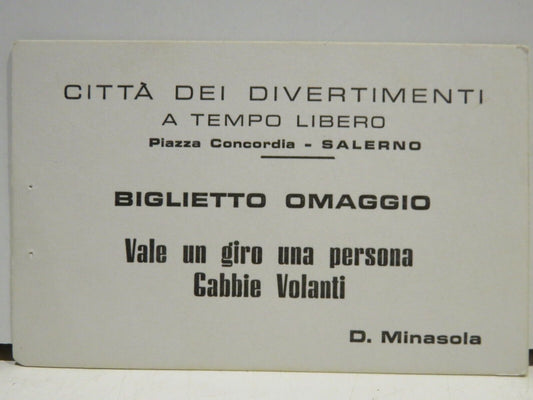 CITTÀ DEI DIVERTIMENTI
A TEMPO LIBERO
Piazza Concordia - SALERNO
BIGLIETTO OMAGGIO
Vale un giro una persona
Gabbie Volanti
D. Minasola